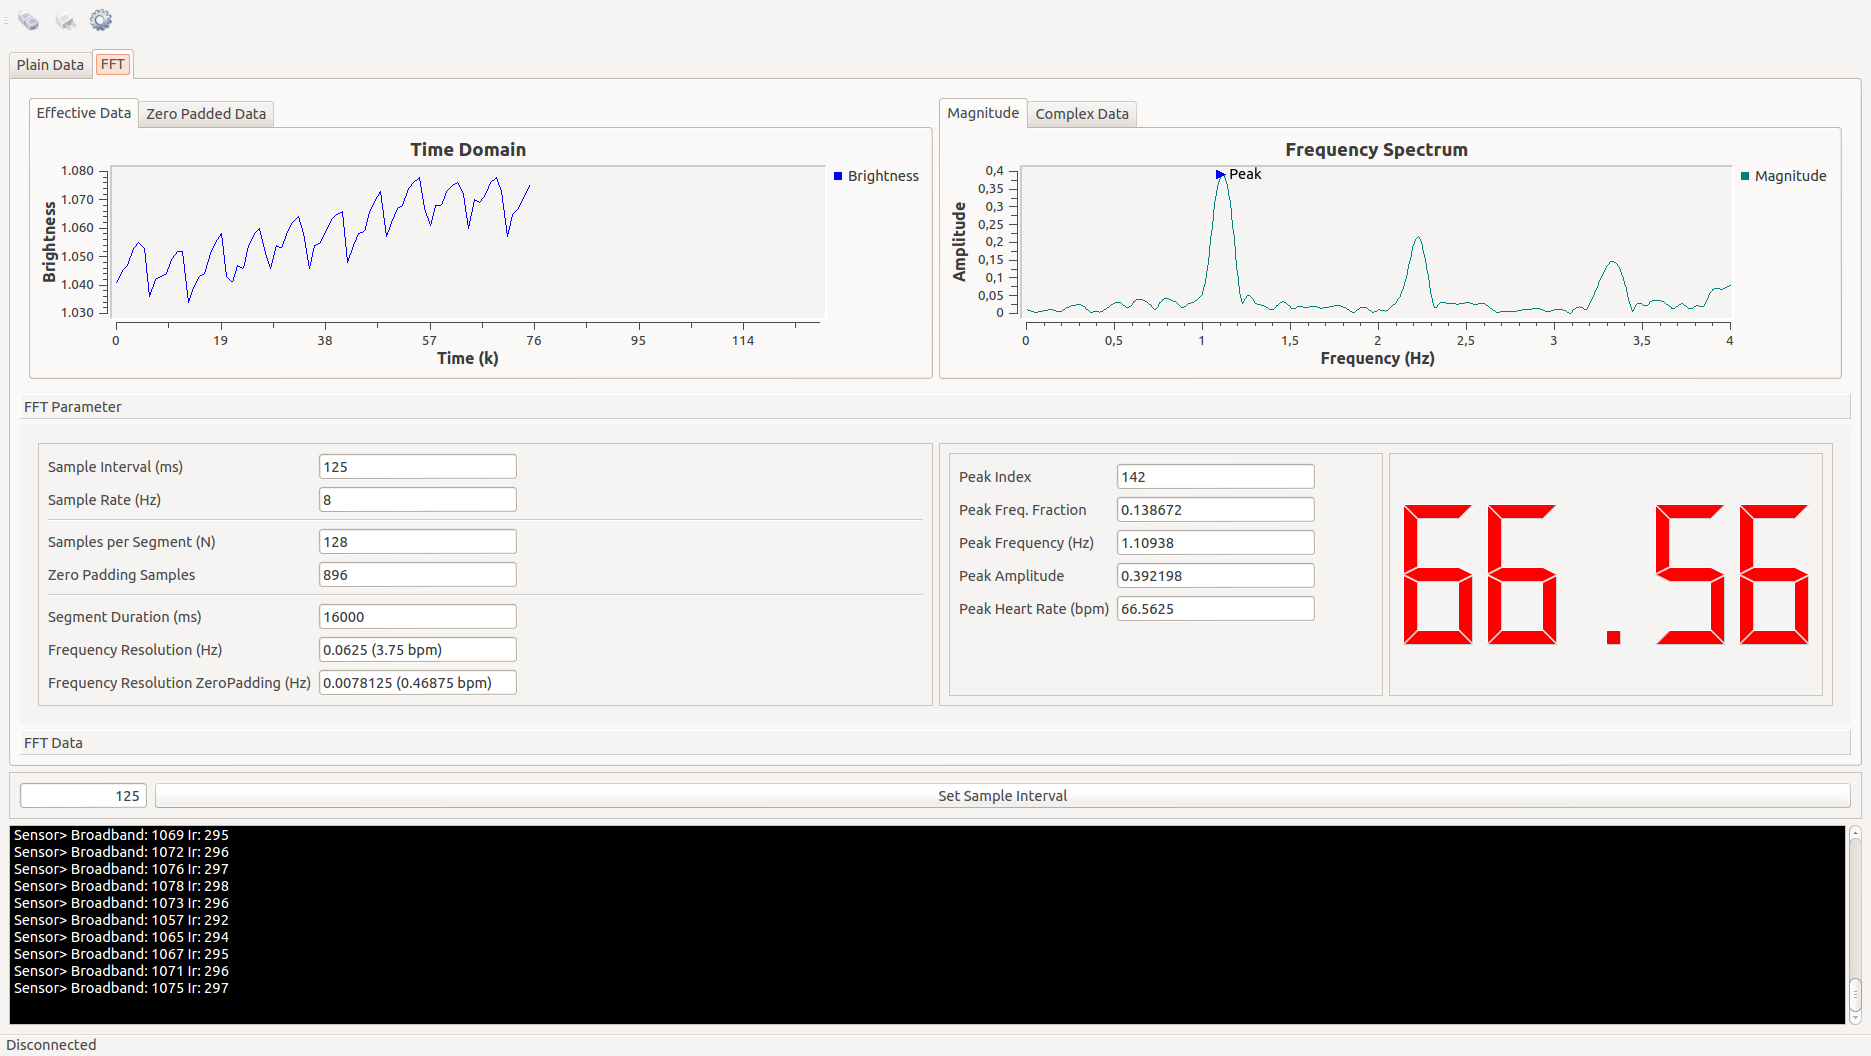 Plain Data FFT
Effective Data Zero Padded Data
Time Domain
Brightness
1.080
1.070
1.060
1.050
1.040
1.030
Brightness
0 19 38 57 76 95 114
Time (k)
Magnitude Complex Data
Frequency Spectrum
Peak
Magnitude
0,4
0,35
0,3
0,25
0,2
0,15
0,1
0,05
0
Amplitude
0 0,5 1 1,5 2 2,5 3 3,5 4
Frequency (Hz)
FFT Parameter
Sample Interval (ms) 125
Sample Rate (Hz) 8
Samples per Segment (N) 128
Zero Padding Samples 896
Segment Duration (ms) 16000
Frequency Resolution (Hz) 0.0625 (3.75 bpm)
Frequency Resolution ZeroPadding (Hz) 0.0078125 (0.46875 bpm)
Peak Index 142
Peak Freq. Fraction 0.138672
Peak Frequency (Hz) 1.10938
Peak Amplitude 0.392198
Peak Heart Rate (bpm) 66.5625
66.56
FFT Data
125 Set Sample Interval
Sensor> Broadband: 1069 Ir: 295
Sensor> Broadband: 1072 Ir: 296
Sensor> Broadband: 1076 Ir: 297
Sensor> Broadband: 1078 Ir: 298
Sensor> Broadband: 1073 Ir: 296
Sensor> Broadband: 1057 Ir: 292
Sensor> Broadband: 1065 Ir: 294
Sensor> Broadband: 1067 Ir: 295
Sensor> Broadband: 1071 Ir: 296
Sensor> Broadband: 1075 Ir: 297
Disconnected